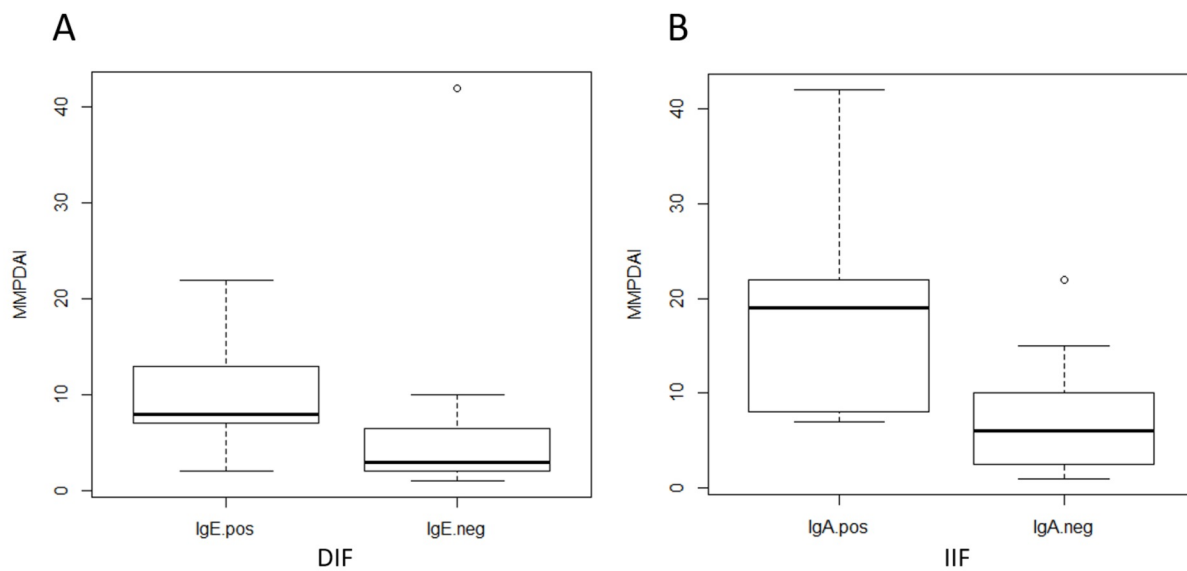 A
MMPDAI
40
30
20
10
0
IgE.pos
IgE.neg
DIF
B
MMPDAI
40
30
20
10
0
IgA.pos
IgA.neg
IIF